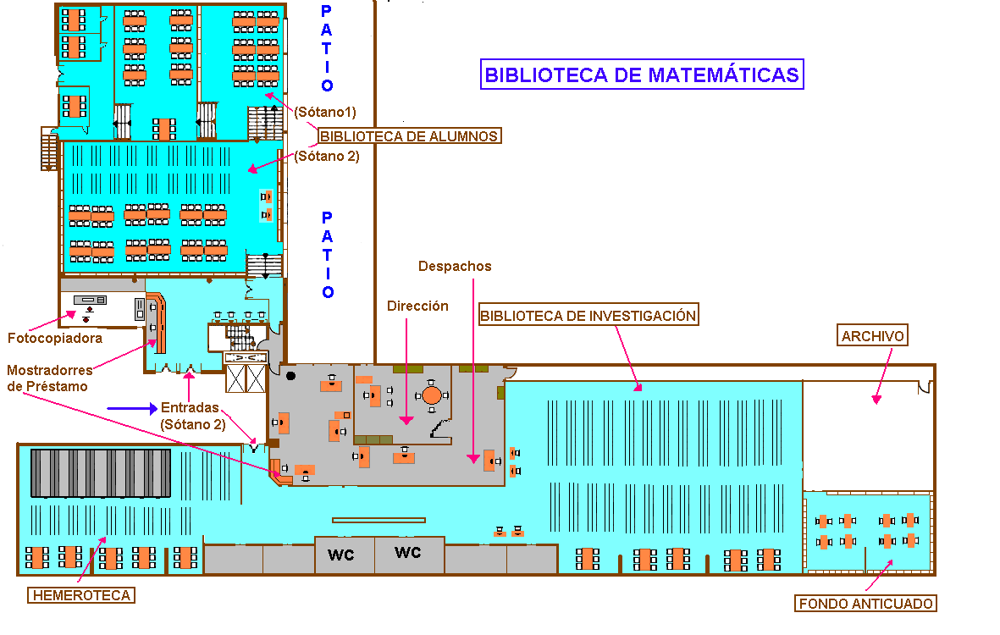 PATIO
BIBLIOTECA DE MATEMÁTICAS
(Sótano1)
BIBLIOTECA DE ALUMNOS
(Sótano 2)
PATIO
Despachos
Dirección
BIBLIOTECA DE INVESTIGACIÓN
Fotocopiadora
ARCHIVO
Mostradorres
de Préstamo
Entradas
(Sótano 2)
WC
WC
HEMEROTECA
FONDO ANTICUADO